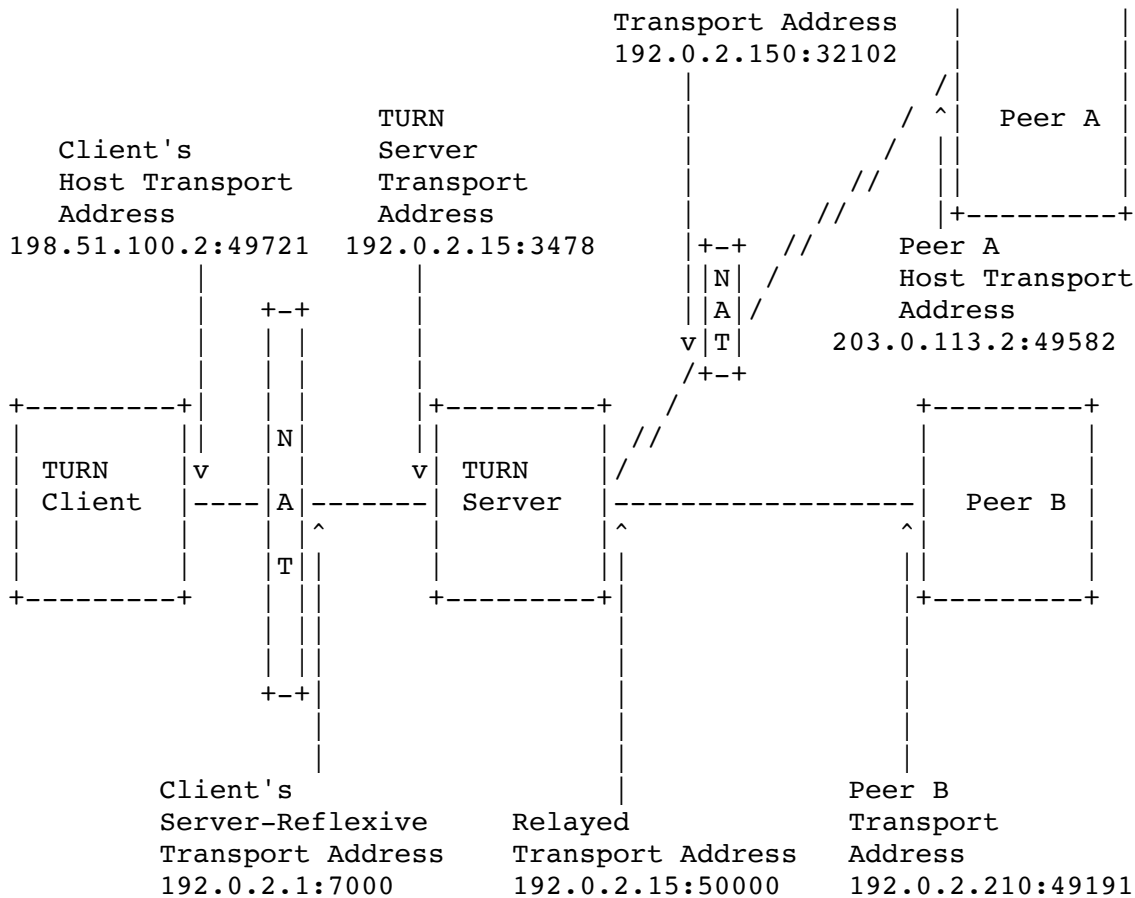 Transport Address
192.0.2.150:32102
TURN
Peer A
Client's
Server
Host Transport
Transport
Address
Address
198.51.100.2:49721
192.0.2.15:3478
Peer A
Host Transport
Address
203.0.113.2:49582
N
A
T
N
A
T
TURN
Client
TURN
Server
Peer B
Client's
Server-Reflexive
Transport Address
192.0.2.1:7000
Relayed
Transport Address
192.0.2.15:50000
Peer B
Transport
Address
192.0.2.210:49191